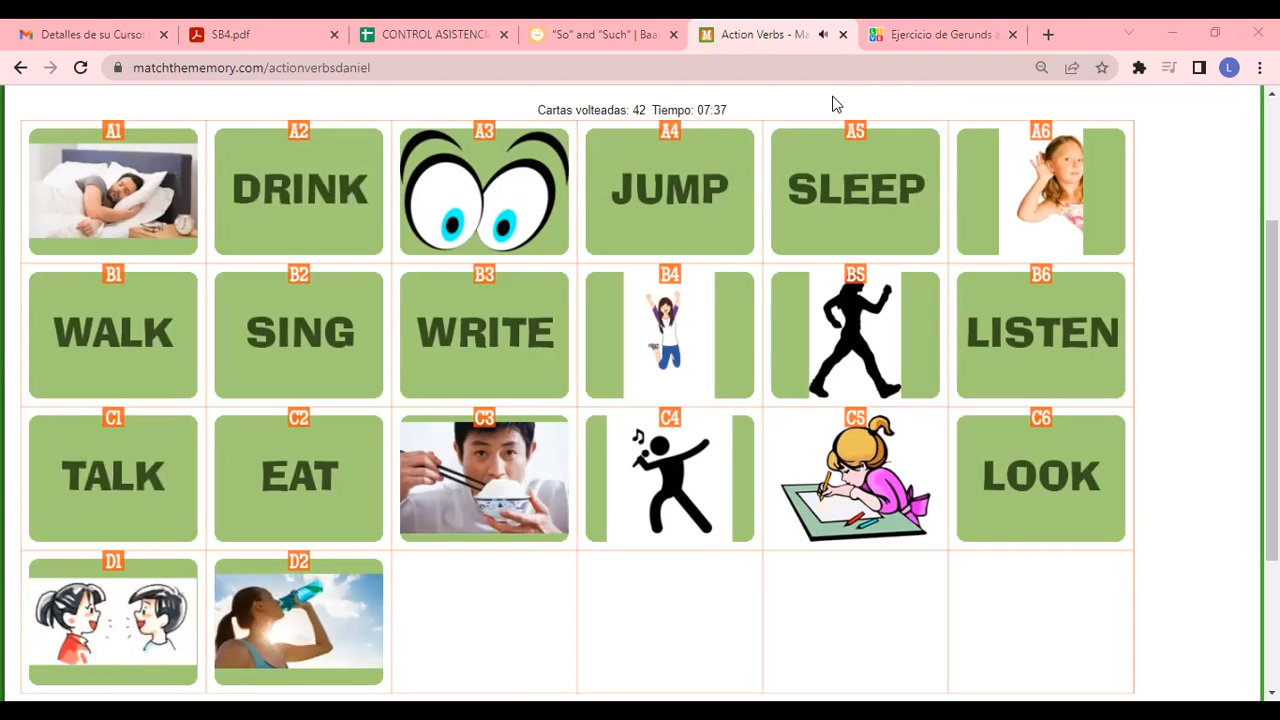 Detalles de su Curso:
SB4.pdf
CONTROL ASISTENCI
"So" and "Such" | Baa
Action Verbs - Ma
Ejercicio de Gerunds a
matchthememory.com/actionverbsdaniel
L
Cartas volteadas: 42 Tiempo: 07:37
A1 A2 A3 A4 A5 A6
DRINK JUMP SLEEP
B1 B2 B3 B4 B5 B6
WALK SING WRITE LISTEN
C1 C2 C3 C4 C5 C6
TALK EAT LOOK
D1 D2